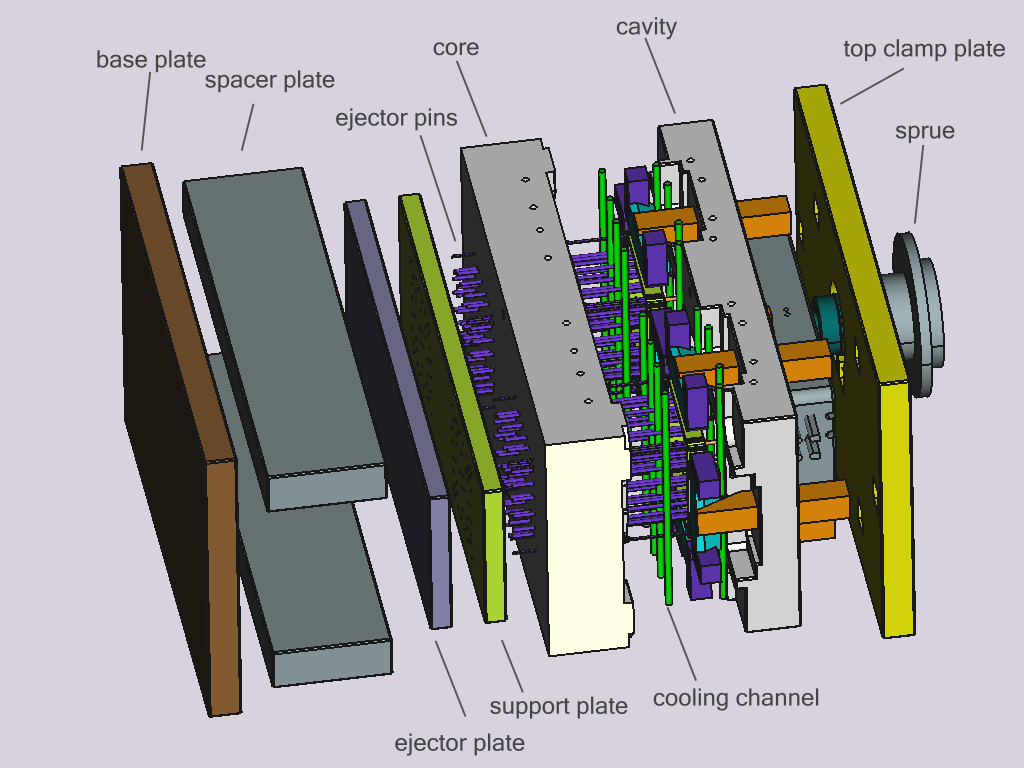 cavity
core
top clamp plate
base plate
spacer plate
ejector pins
sprue
cooling channel
support plate
ejector plate